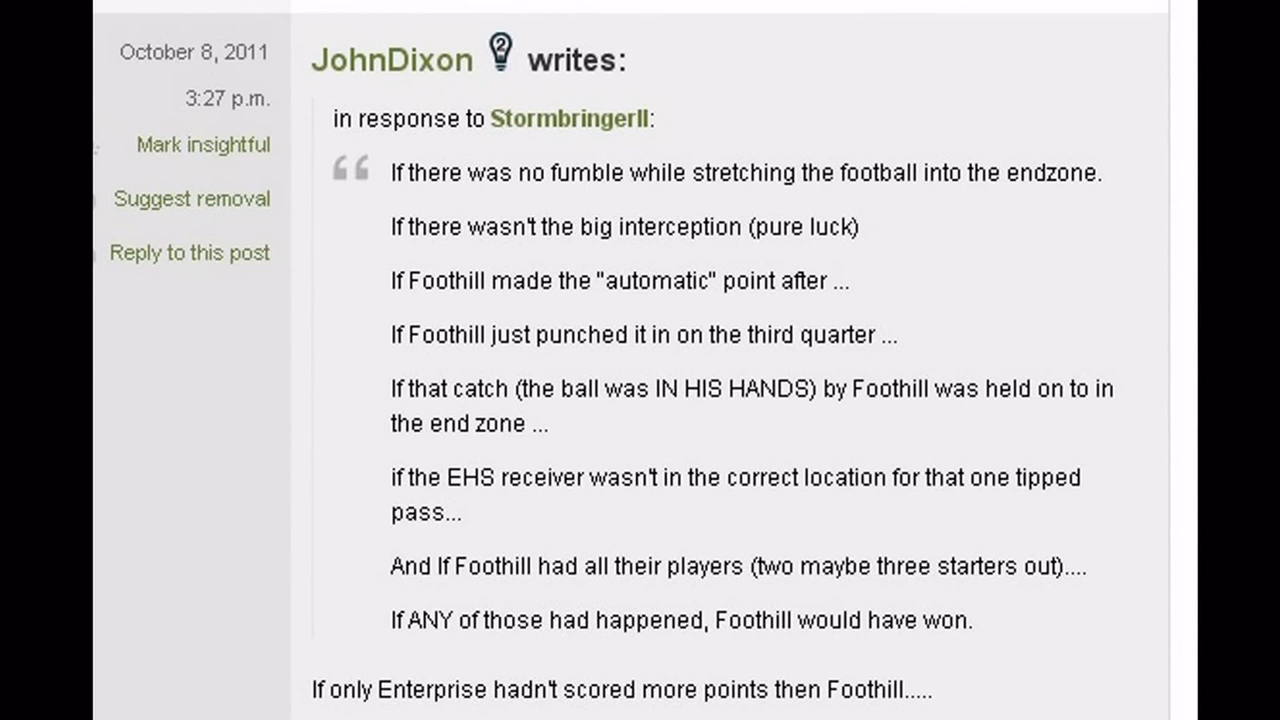 October 8, 2011
3:27 p.m.
Mark insightful
Suggest removal
Reply to this post
JohnDixon 2 writes:
in response to StormbringerII:
“ If there was no fumble while stretching the football into the endzone.
If there wasn't the big interception (pure luck)
If Foothill made the "automatic" point after ...
If Foothill just punched it in on the third quarter ...
If that catch (the ball was IN HIS HANDS) by Foothill was held on to in
the end zone ...
if the EHS receiver wasn't in the correct location for that one tipped
pass...
And If Foothill had all their players (two maybe three starters out)....
If ANY of those had happened, Foothill would have won.
If only Enterprise hadn't scored more points then Foothill.....